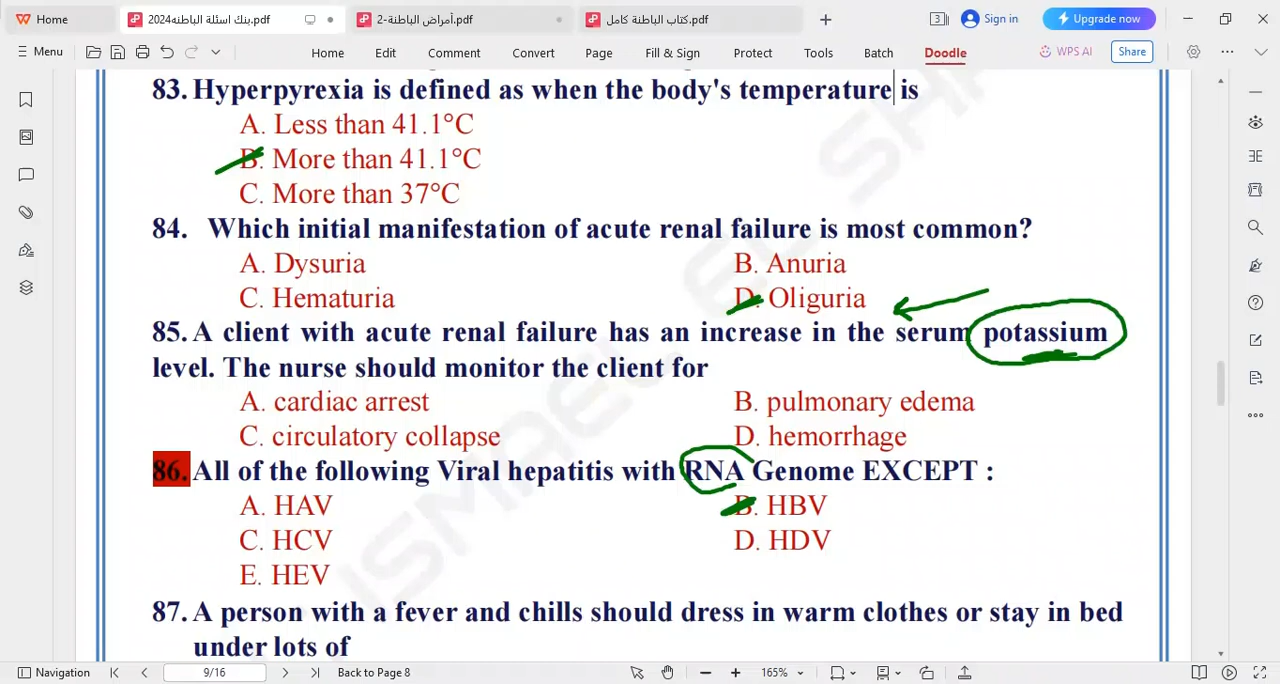 Home
بنك اسئلة الباطنه2024.pdf
أمراض الباطنة-2.pdf
كتاب الباطنة كامل.pdf
3
Sign in
Upgrade now
Menu
Home Edit Comment Convert Page Fill & Sign Protect Tools Batch Doodle
WPS AI
Share
83. Hyperpyrexia is defined as when the body's temperature is
A. Less than 41.1°C
B. More than 41.1°C
C. More than 37°C
84. Which initial manifestation of acute renal failure is most common?
A. Dysuria B. Anuria
C. Hematuria D. Oliguria
85. A client with acute renal failure has an increase in the serum potassium
level. The nurse should monitor the client for
A. cardiac arrest B. pulmonary edema
C. circulatory collapse D. hemorrhage
86. All of the following Viral hepatitis with RNA Genome EXCEPT :
A. HAV B. HBV
C. HCV D. HDV
E. HEV
87. A person with a fever and chills should dress in warm clothes or stay in bed
under lots of
ISMAEL SH
Navigation 9/16 Back to Page 8 165%